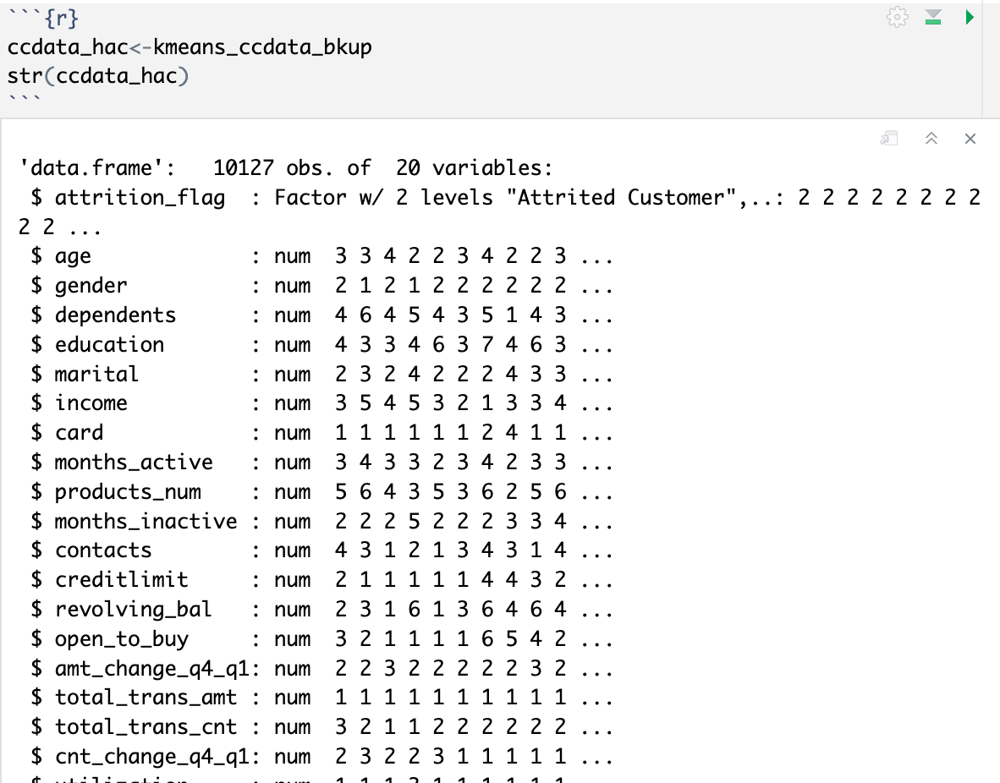 ```{r}
ccdata_hac<-kmeans_ccdata_bkup
str(ccdata_hac)
```
'data.frame':   10127 obs. of  20 variables:
 $ attrition_flag  : Factor w/ 2 levels "Attrited Customer",..: 2 2 2 2 2 2 2 2
2 2 ...
 $ age             : num  3 3 4 2 2 3 4 2 2 3 ...
 $ gender          : num  2 1 2 1 2 2 2 2 2 2 ...
 $ dependents      : num  4 6 4 5 4 3 5 1 4 3 ...
 $ education       : num  4 3 3 4 6 3 7 4 6 3 ...
 $ marital         : num  2 3 2 4 2 2 2 4 3 3 ...
 $ income          : num  3 5 4 5 3 2 1 3 3 4 ...
 $ card            : num  1 1 1 1 1 1 2 4 1 1 ...
 $ months_active   : num  3 4 3 3 2 3 4 2 3 3 ...
 $ products_num    : num  5 6 4 3 5 3 6 2 5 6 ...
 $ months_inactive : num  2 2 2 5 2 2 2 3 3 4 ...
 $ contacts        : num  4 3 1 2 1 3 4 3 1 4 ...
 $ creditlimit     : num  2 1 1 1 1 1 4 4 3 2 ...
 $ revolving_bal   : num  2 3 1 6 1 3 6 4 6 4 ...
 $ open_to_buy     : num  3 2 1 1 1 1 6 5 4 2 ...
 $ amt_change_q4_q1: num  2 2 3 2 2 2 2 2 3 2 ...
 $ total_trans_amt : num  1 1 1 1 1 1 1 1 1 1 ...
 $ total_trans_cnt : num  3 2 1 1 2 2 2 2 2 2 ...
 $ cnt_change_q4_q1: num  2 3 2 2 3 1 1 1 1 1 ...
 $ utilization     : num